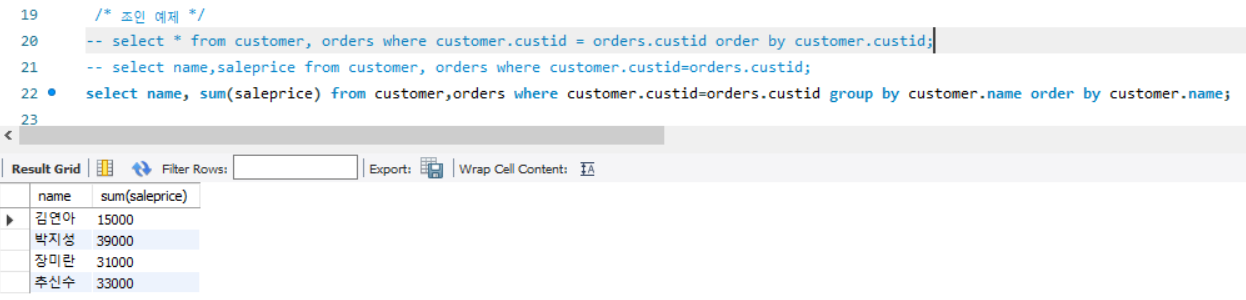 19 /* 조인 예제 */
20 -- select * from customer, orders where customer.custid = orders.custid order by customer.custid;
21 -- select name,saleprice from customer, orders where customer.custid=orders.custid;
22 select name, sum(saleprice) from customer,orders where customer.custid=orders.custid group by customer.name order by customer.name;
23
Result Grid Filter Rows: Export: Wrap Cell Content: IA
name sum(saleprice)
김연아 15000
박지성 39000
장미란 31000
추신수 33000